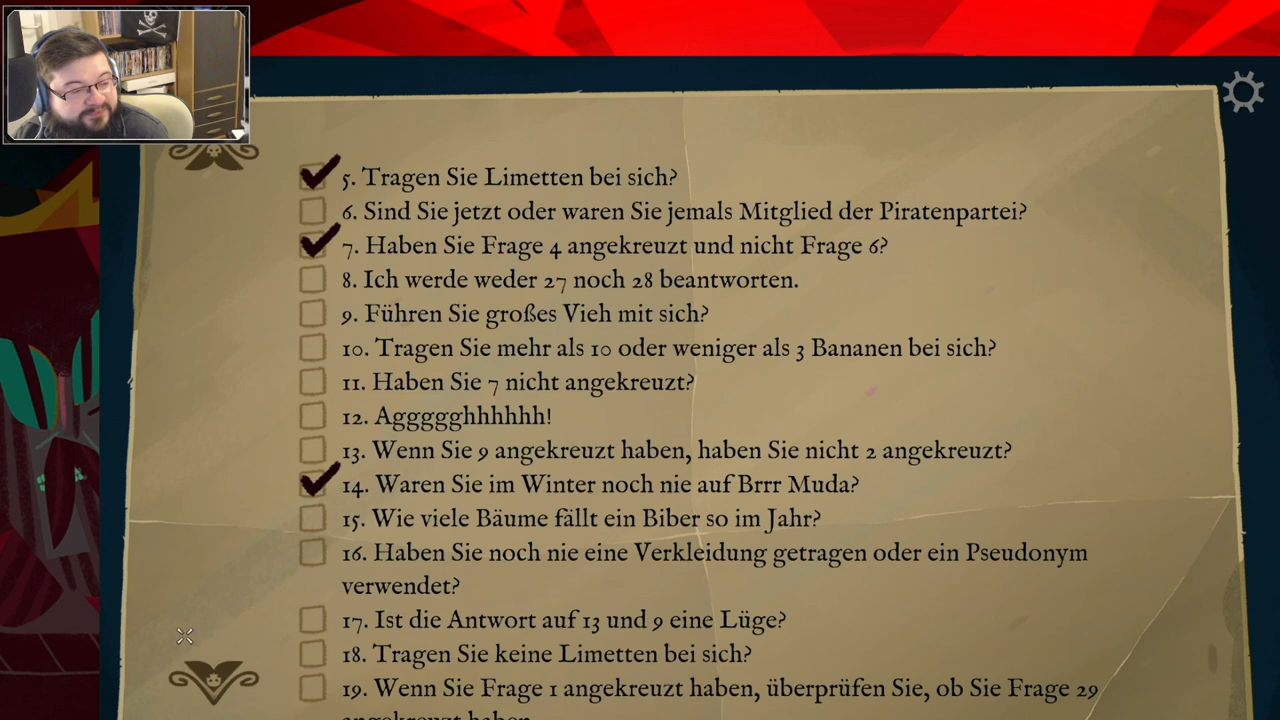 5. Tragen Sie Limetten bei sich?
6. Sind Sie jetzt oder waren Sie jemals Mitglied der Piratenpartei?
7. Haben Sie Frage 4 angekreuzt und nicht Frage 6?
8. Ich werde weder 27 noch 28 beantworten.
9. Führen Sie großes Vieh mit sich?
10. Tragen Sie mehr als 10 oder weniger als 3 Bananen bei sich?
11. Haben Sie 7 nicht angekreuzt?
12. Agggggghhhhhh!
13. Wenn Sie 9 angekreuzt haben, haben Sie nicht 2 angekreuzt?
14. Waren Sie im Winter noch nie auf Brrr Muda?
15. Wie viele Bäume fällt ein Biber so im Jahr?
16. Haben Sie noch nie eine Verkleidung getragen oder ein Pseudonym
verwendet?
17. Ist die Antwort auf 13 und 9 eine Lüge?
18. Tragen Sie keine Limetten bei sich?
19. Wenn Sie Frage 1 angekreuzt haben, überprüfen Sie, ob Sie Frage 29
angekreuzt haben